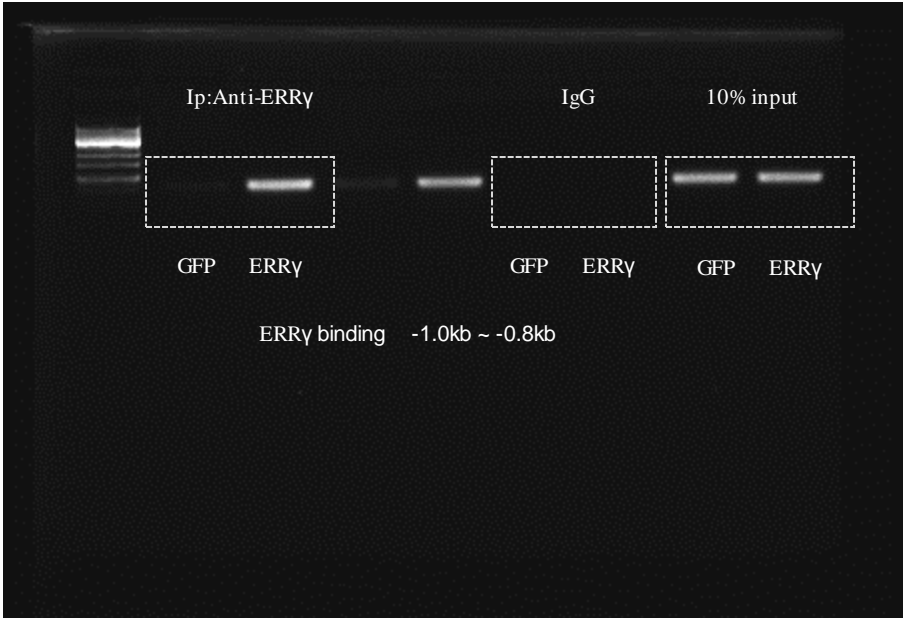 Ip:Anti-ERRγ IgG 10% input
GFP ERRγ GFP ERRγ GFP ERRγ
ERRγ binding -1.0kb ~ -0.8kb